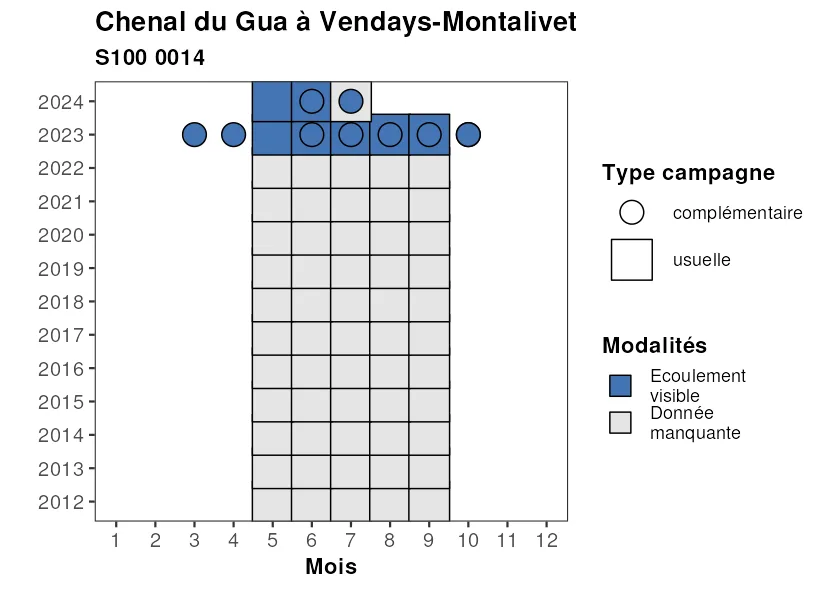 Chenal du Gua à Vendays-Montalivet
S100 0014
2024
2023
2022
2021
2020
2019
2018
2017
2016
2015
2014
2013
2012
1 2 3 4 5 6 7 8 9 10 11 12
Mois
Type campagne
complémentaire
usuelle
Modalités
Ecoulement
visible
Donnée
manquante